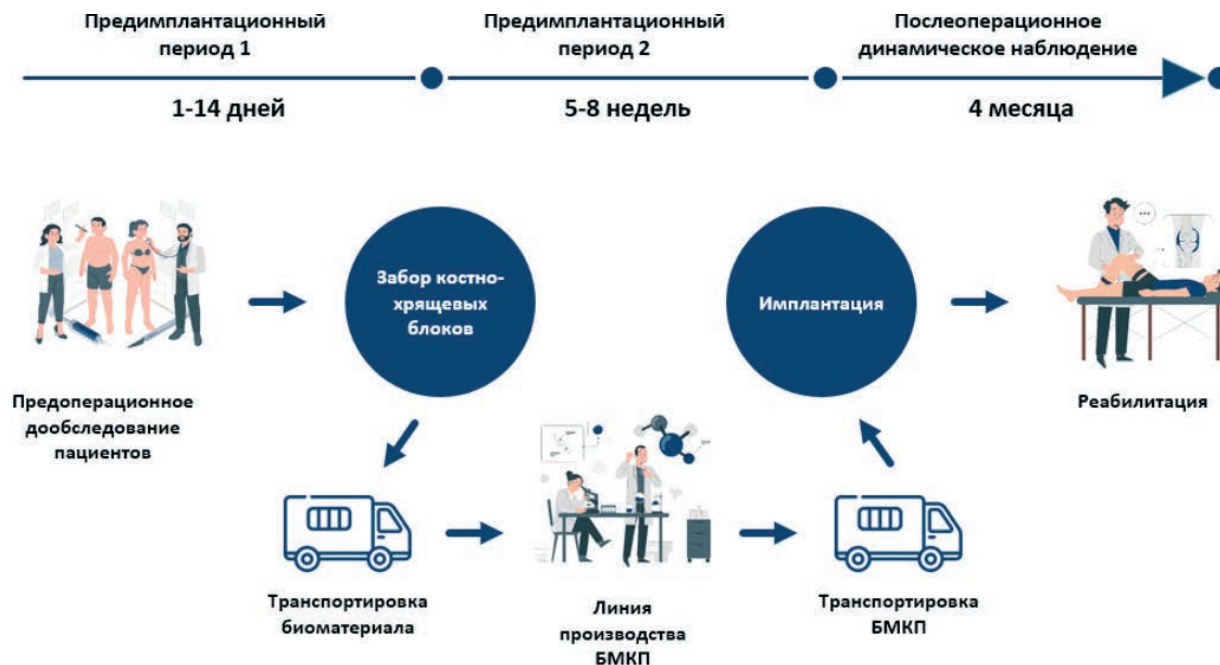 Предимплантационный
период 1
Предимплантационный
период 2
Послеоперационное
динамическое наблюдение
1-14 дней
5-8 недель
4 месяца
Забор костно-
хрящевых
блоков
Имплантация
Предоперационное
дообследование
пациентов
Реабилитация
Транспортировка
биоматериала
Линия
производства
БМКП
Транспортировка
БМКП